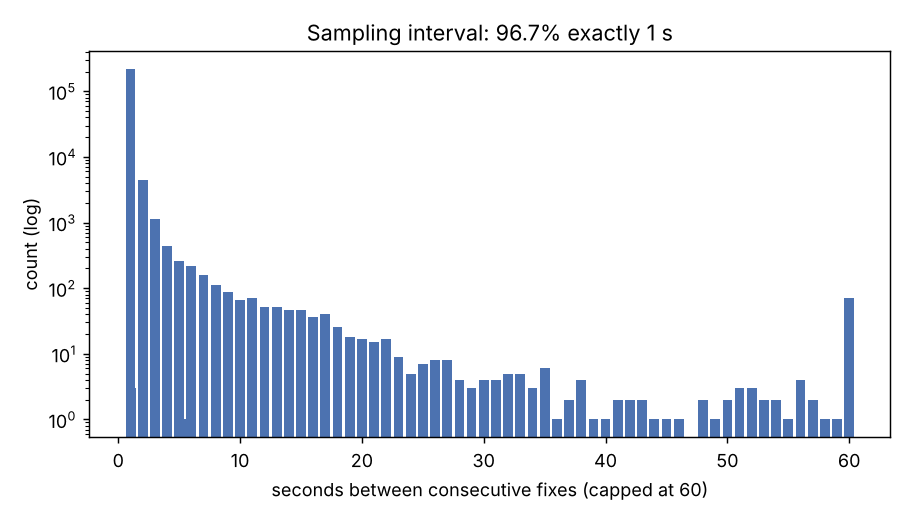 Sampling interval: 96.7% exactly 1 s
count (log)
10⁵
10⁴
10³
10²
10¹
10⁰
0 10 20 30 40 50 60
seconds between consecutive fixes (capped at 60)